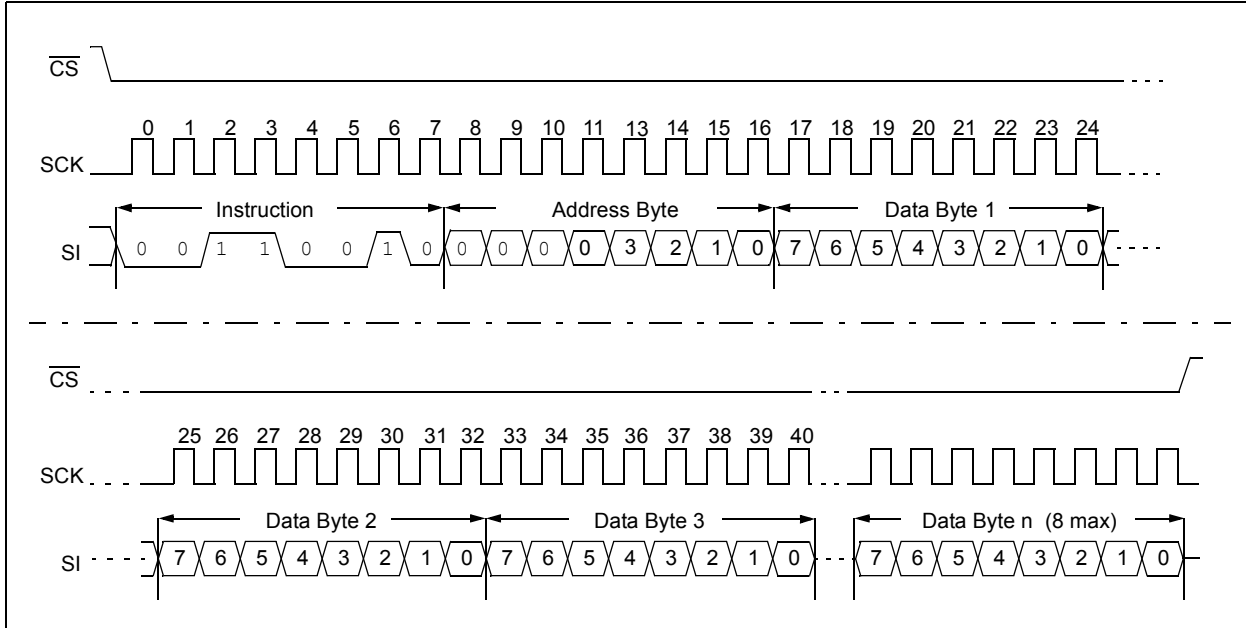 CS
0 1 2 3 4 5 6 7 8 9 10 11 13 14 15 16 17 18 19 20 21 22 23 24
SCK
Instruction Address Byte Data Byte 1
SI 0 0 1 1 0 0 1 0 0 0 0 0 3 2 1 0 7 6 5 4 3 2 1 0
CS
25 26 27 28 29 30 31 32 33 34 35 36 37 38 39 40
SCK
Data Byte 2 Data Byte 3 Data Byte n (8 max)
SI 7 6 5 4 3 2 1 0 7 6 5 4 3 2 1 0 7 6 5 4 3 2 1 0